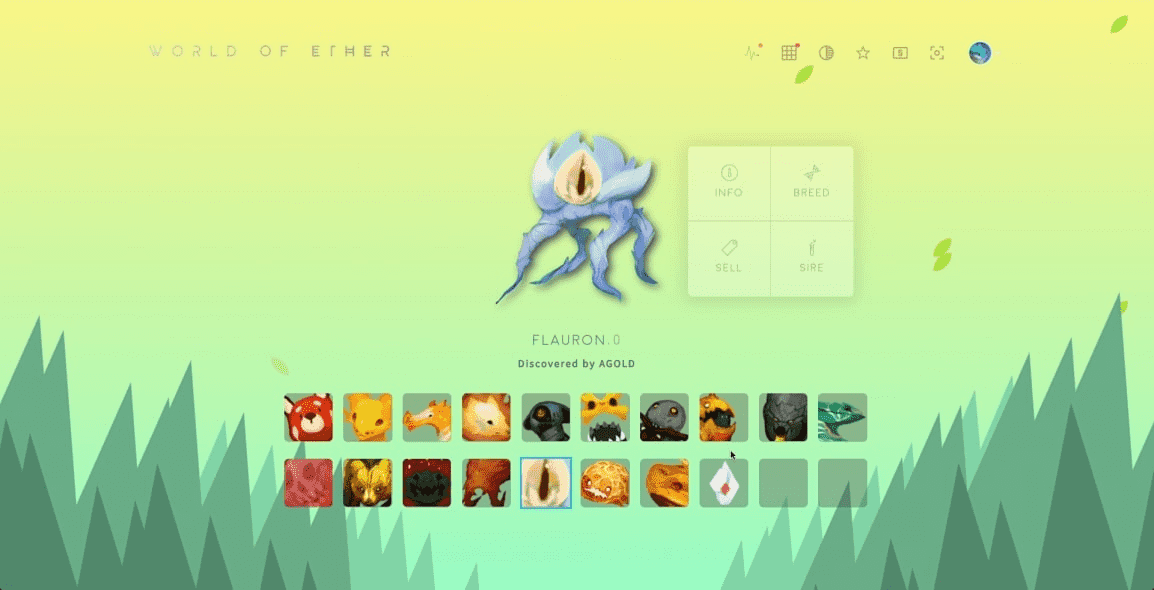 WORLD OF ETHER
INFO
BREED
SELL
SIRE
FLAURON.0
Discovered by AGOLD